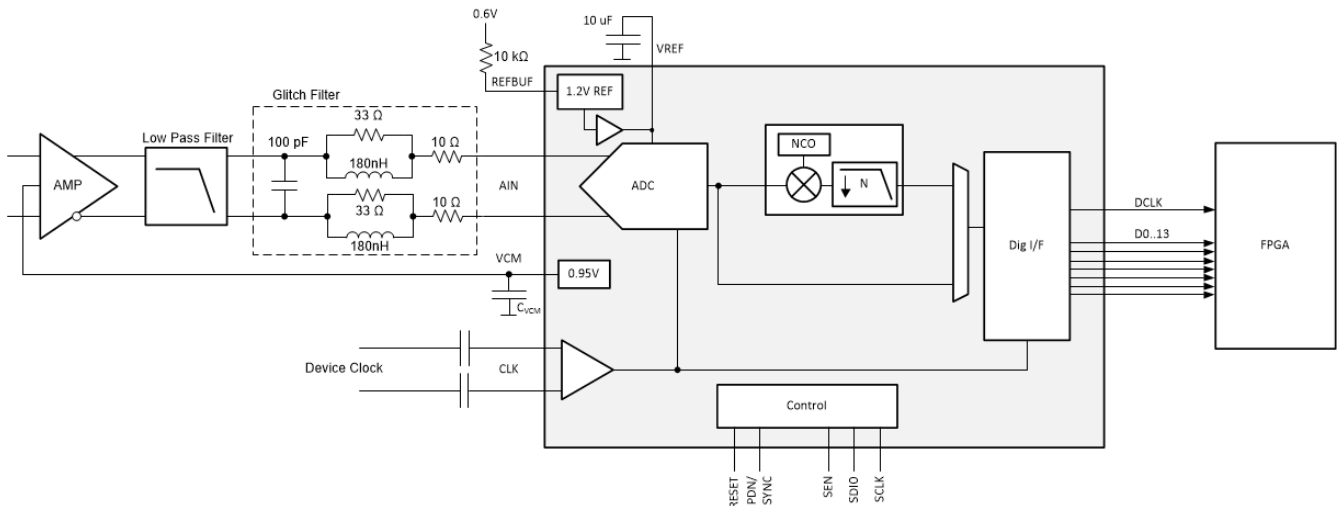 0.6V
10 kΩ
REFBUF
10 uF
VREF
1.2V REF
Glitch Filter
Low Pass Filter
100 pF
33 Ω
180nH
10 Ω
33 Ω
180nH
10 Ω
AMP
AIN
ADC
NCO
N
Dig I/F
DCLK
D0..13
FPGA
VCM
0.95V
CVCM
Device Clock
CLK
Control
RESET
PDN/
SYNC
SEN
SDIO
SCLK